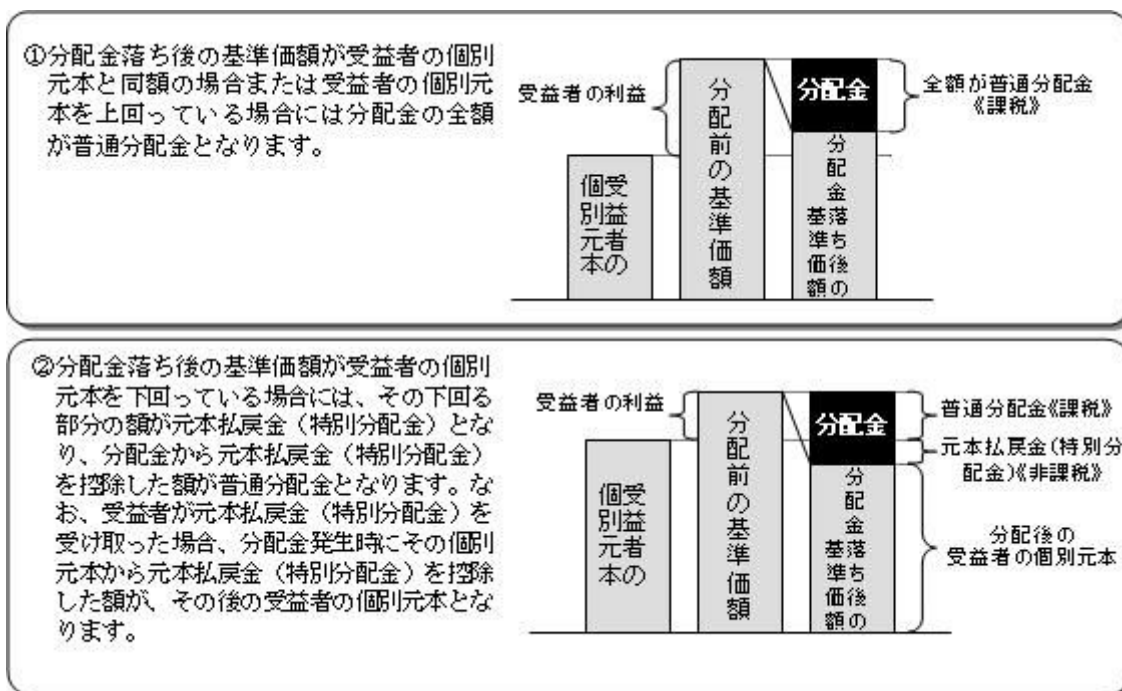 ①分配金落ち後の基準価額が受益者の個別
元本と同額の場合または受益者の個別元
本を上回っている場合には分配金の全額
が普通分配金となります。
受益者の利益
受益者の
個別元本
分配前の基準価額
分配金
分配金落ち後の
基準価額
全額が普通分配金
《課税》
②分配金落ち後の基準価額が受益者の個別
元本を下回っている場合には、その下回る
部分の額が元本払戻金（特別分配金）とな
り、分配金から元本払戻金（特別分配金）
を控除した額が普通分配金となります。な
お、受益者が元本払戻金（特別分配金）を
受け取った場合、分配金発生時にその個別
元本から元本払戻金（特別分配金）を控除
した額が、その後の受益者の個別元本とな
ります。
受益者の利益
受益者の
個別元本
分配前の基準価額
分配金
分配金落ち後の
基準価額
普通分配金《課税》
元本払戻金(特別分
配金)《非課税》
分配後の
受益者の個別元本